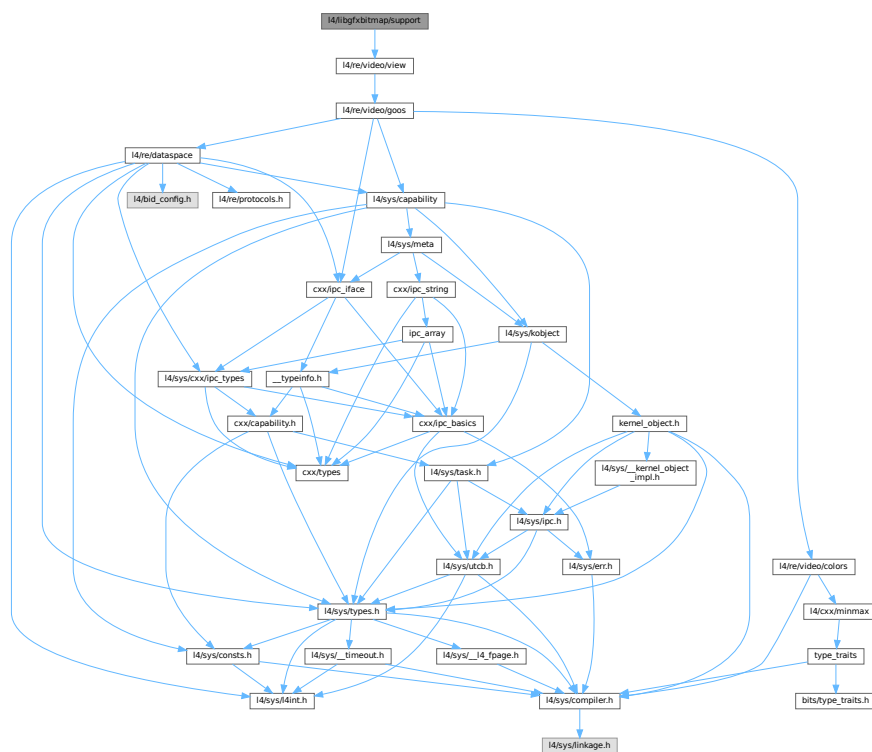 l4/libgfxbitmap/support
l4/re/video/view
l4/re/video/goos
l4/re/dataspace
l4/bid_config.h
l4/re/protocols.h
l4/sys/capability
l4/sys/meta
cxx/ipc_iface
cxx/ipc_string
ipc_array
l4/sys/kobject
l4/sys/cxx/ipc_types
__typeinfo.h
cxx/capability.h
cxx/ipc_basics
kernel_object.h
cxx/types
l4/sys/task.h
l4/sys/__kernel_object
_impl.h
l4/sys/ipc.h
l4/sys/utcb.h
l4/sys/err.h
l4/re/video/colors
l4/sys/types.h
l4/cxx/minmax
l4/sys/consts.h
l4/sys/__timeout.h
l4/sys/__l4_fpage.h
type_traits
l4/sys/l4int.h
l4/sys/compiler.h
bits/type_traits.h
l4/sys/linkage.h